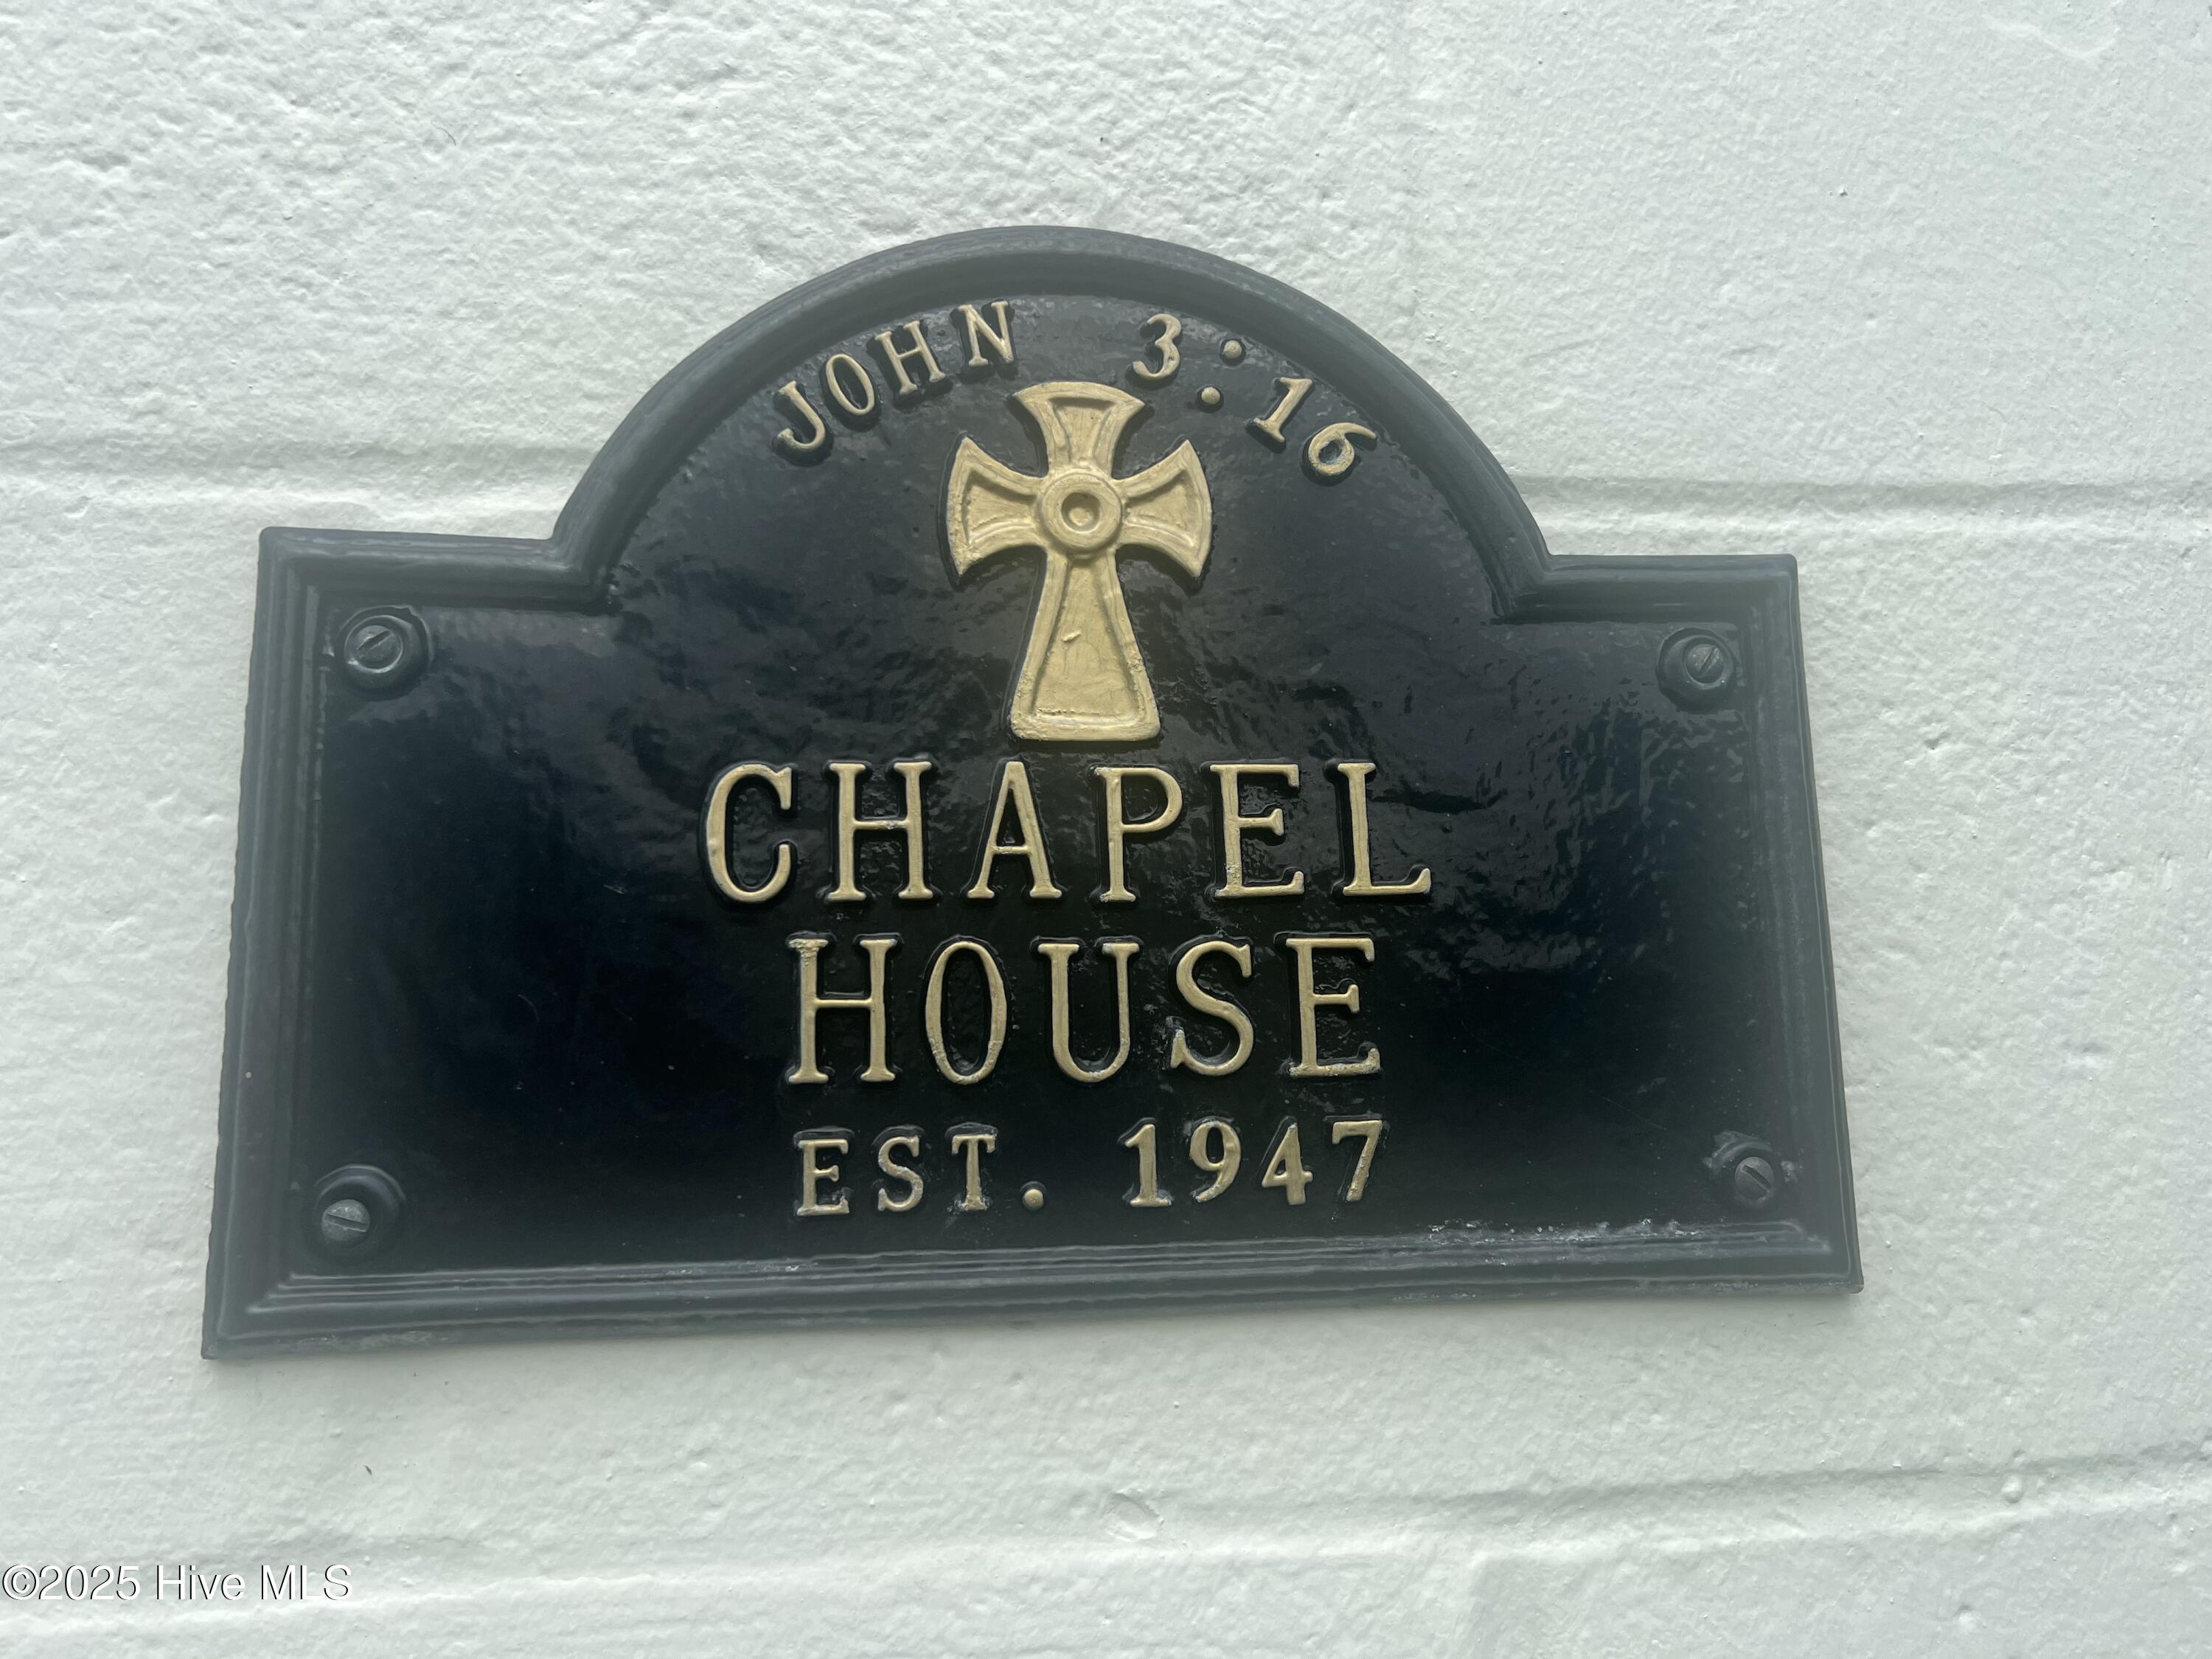 JOHN 3:16
CHAPEL
HOUSE
EST. 1947
©2025 Hive MLS